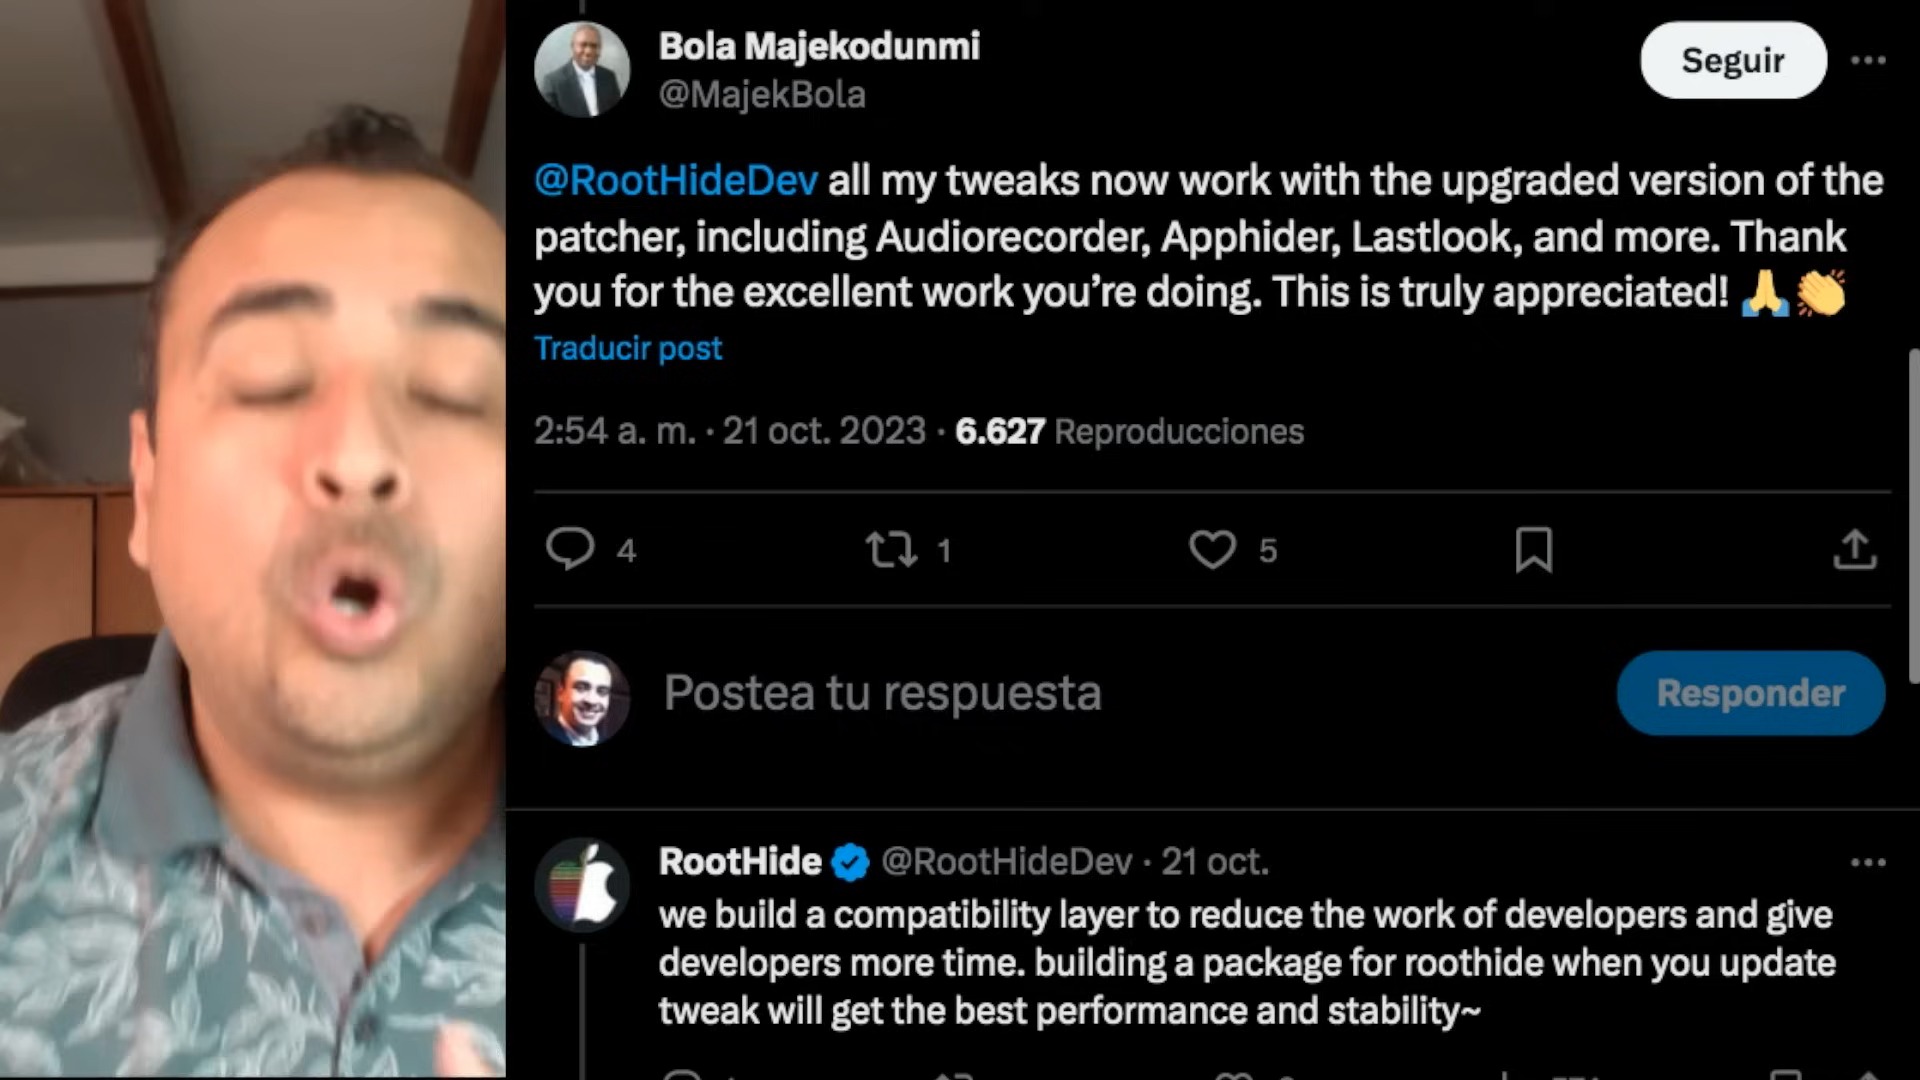 Bola Majekodunmi
@MajekBola
Seguir
@RootHideDev all my tweaks now work with the upgraded version of the
patcher, including Audiorecorder, Apphider, Lastlook, and more. Thank
you for the excellent work you’re doing. This is truly appreciated! 🙏👏
Traducir post
2:54 a. m. · 21 oct. 2023 · 6.627 Reproducciones
4 1 5
Postea tu respuesta
Responder
RootHide @RootHideDev · 21 oct.
we build a compatibility layer to reduce the work of developers and give
developers more time. building a package for roothide when you update
tweak will get the best performance and stability~